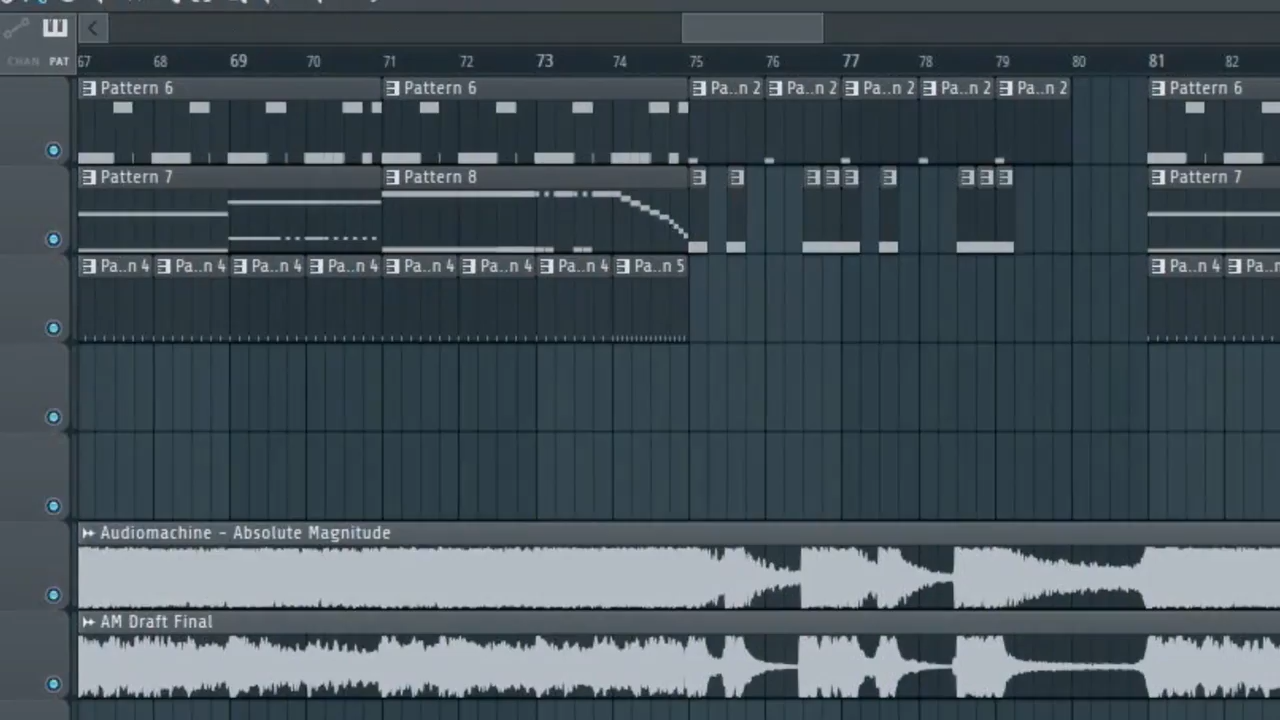 CHAN PAT 67 68 69 70 71 72 73 74 75 76 77 78 79 80 81 82
Pattern 6 Pattern 6 Pa..n 2 Pa..n 2 Pa..n 2 Pa..n 2 Pa..n 2 Pattern 6
Pattern 7 Pattern 8 Pattern 7
Pa..n 4 Pa..n 4 Pa..n 4 Pa..n 4 Pa..n 4 Pa..n 4 Pa..n 4 Pa..n 5 Pa..n 4 Pa..n
Audiomachine - Absolute Magnitude
AM Draft Final